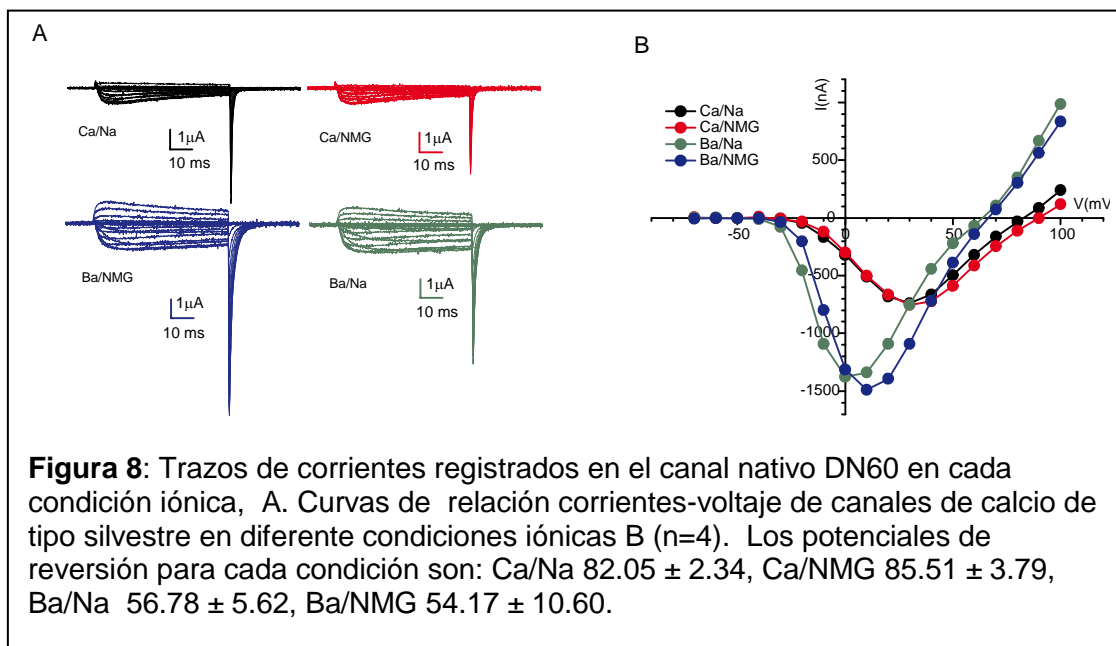 A
Ca/Na
1µA
10 ms
Ca/NMG
1µA
10 ms
Ba/NMG
1µA
10 ms
Ba/Na
1µA
10 ms
B
Ca/Na
Ca/NMG
Ba/Na
Ba/NMG
I(nA)
500
V(mV
-50
0
50
100
-500
-1000
-1500
Figura 8: Trazos de corrientes registrados en el canal nativo DN60 en cada
condición iónica, A. Curvas de relación corrientes-voltaje de canales de calcio de
tipo silvestre en diferente condiciones iónicas B (n=4). Los potenciales de
reversión para cada condición son: Ca/Na 82.05 ± 2.34, Ca/NMG 85.51 ± 3.79,
Ba/Na 56.78 ± 5.62, Ba/NMG 54.17 ± 10.60.